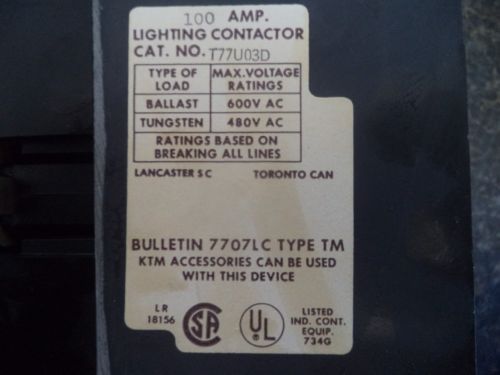 100 AMP.
LIGHTING CONTACTOR
CAT. NO. T77U03D
TYPE OF LOAD MAX. VOLTAGE RATINGS
BALLAST 600V AC
TUNGSTEN 480V AC
RATINGS BASED ON
BREAKING ALL LINES
LANCASTER S C TORONTO CAN
BULLETIN 7707LC TYPE TM
KTM ACCESSORIES CAN BE USED
WITH THIS DEVICE
LR
18156
SA
UL
LISTED
IND. CONT.
EQUIP.
734G